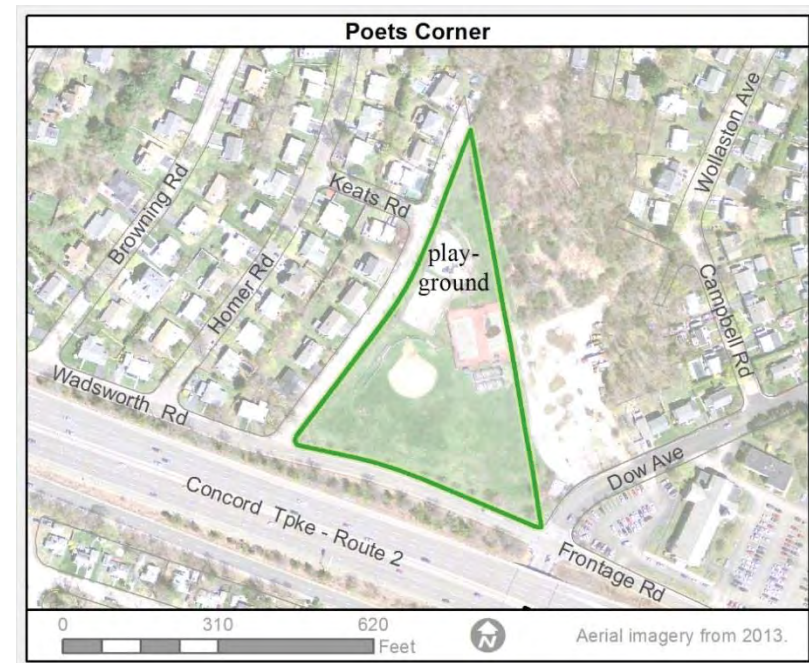 Poets Corner
Wollaston Ave
Keats Rd
Browning Rd
play-
ground
Homer Rd
Campbell Rd
Wadsworth Rd
Dow Ave
Concord Tpke - Route 2
Frontage Rd
0 310 620
Feet
N
Aerial imagery from 2013.